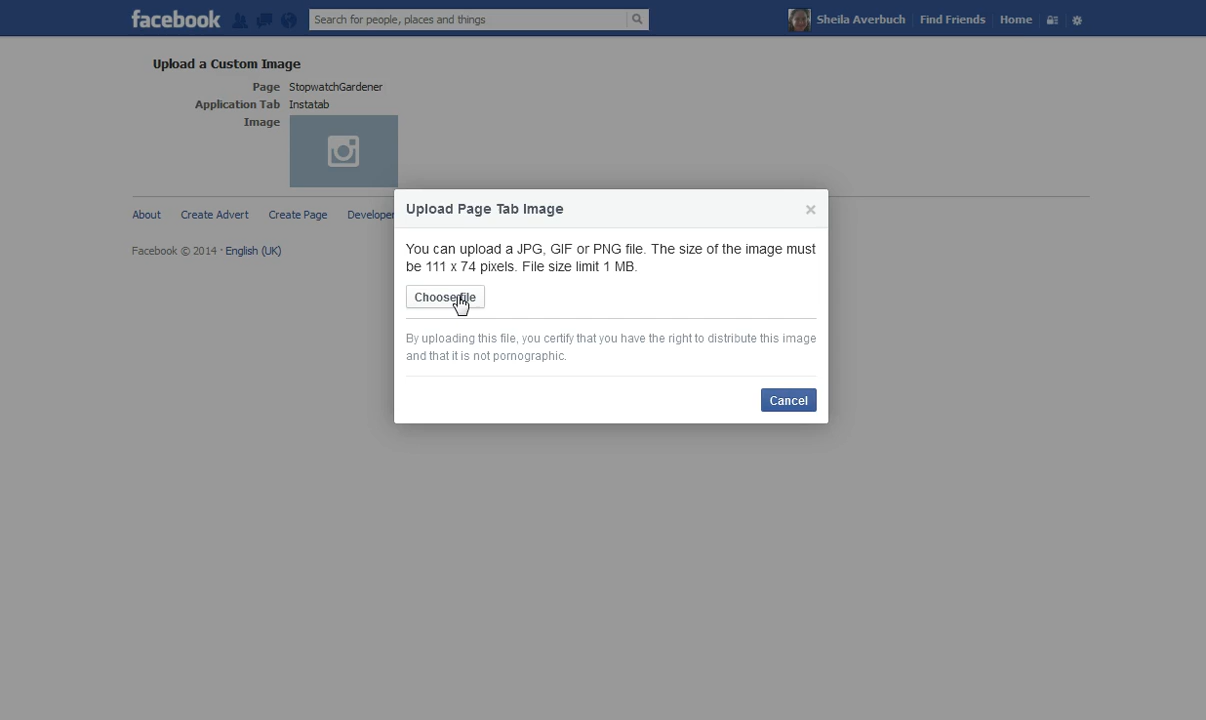 facebook Search for people, places and things Sheila Averbuch Find Friends Home
Upload a Custom Image
Page StopwatchGardener
Application Tab Instatab
Image
Upload Page Tab Image
You can upload a JPG, GIF or PNG file. The size of the image must
be 111 x 74 pixels. File size limit 1 MB.
Choose file
By uploading this file, you certify that you have the right to distribute this image
and that it is not pornographic.
Cancel
About Create Advert Create Page Developer
Facebook © 2014 · English (UK)